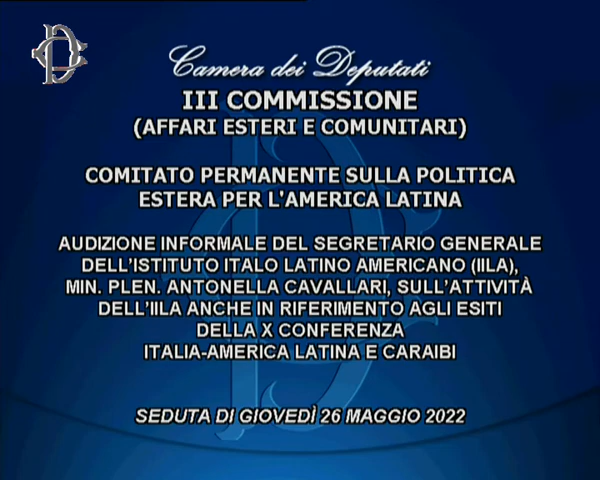 Camera dei Deputati
III COMMISSIONE
(AFFARI ESTERI E COMUNITARI)
COMITATO PERMANENTE SULLA POLITICA
ESTERA PER L'AMERICA LATINA
AUDIZIONE INFORMALE DEL SEGRETARIO GENERALE
DELL’ISTITUTO ITALO LATINO AMERICANO (IILA),
MIN. PLEN. ANTONELLA CAVALLARI, SULL’ATTIVITÀ
DELL’IILA ANCHE IN RIFERIMENTO AGLI ESITI
DELLA X CONFERENZA
ITALIA-AMERICA LATINA E CARAIBI
SEDUTA DI GIOVEDÌ 26 MAGGIO 2022